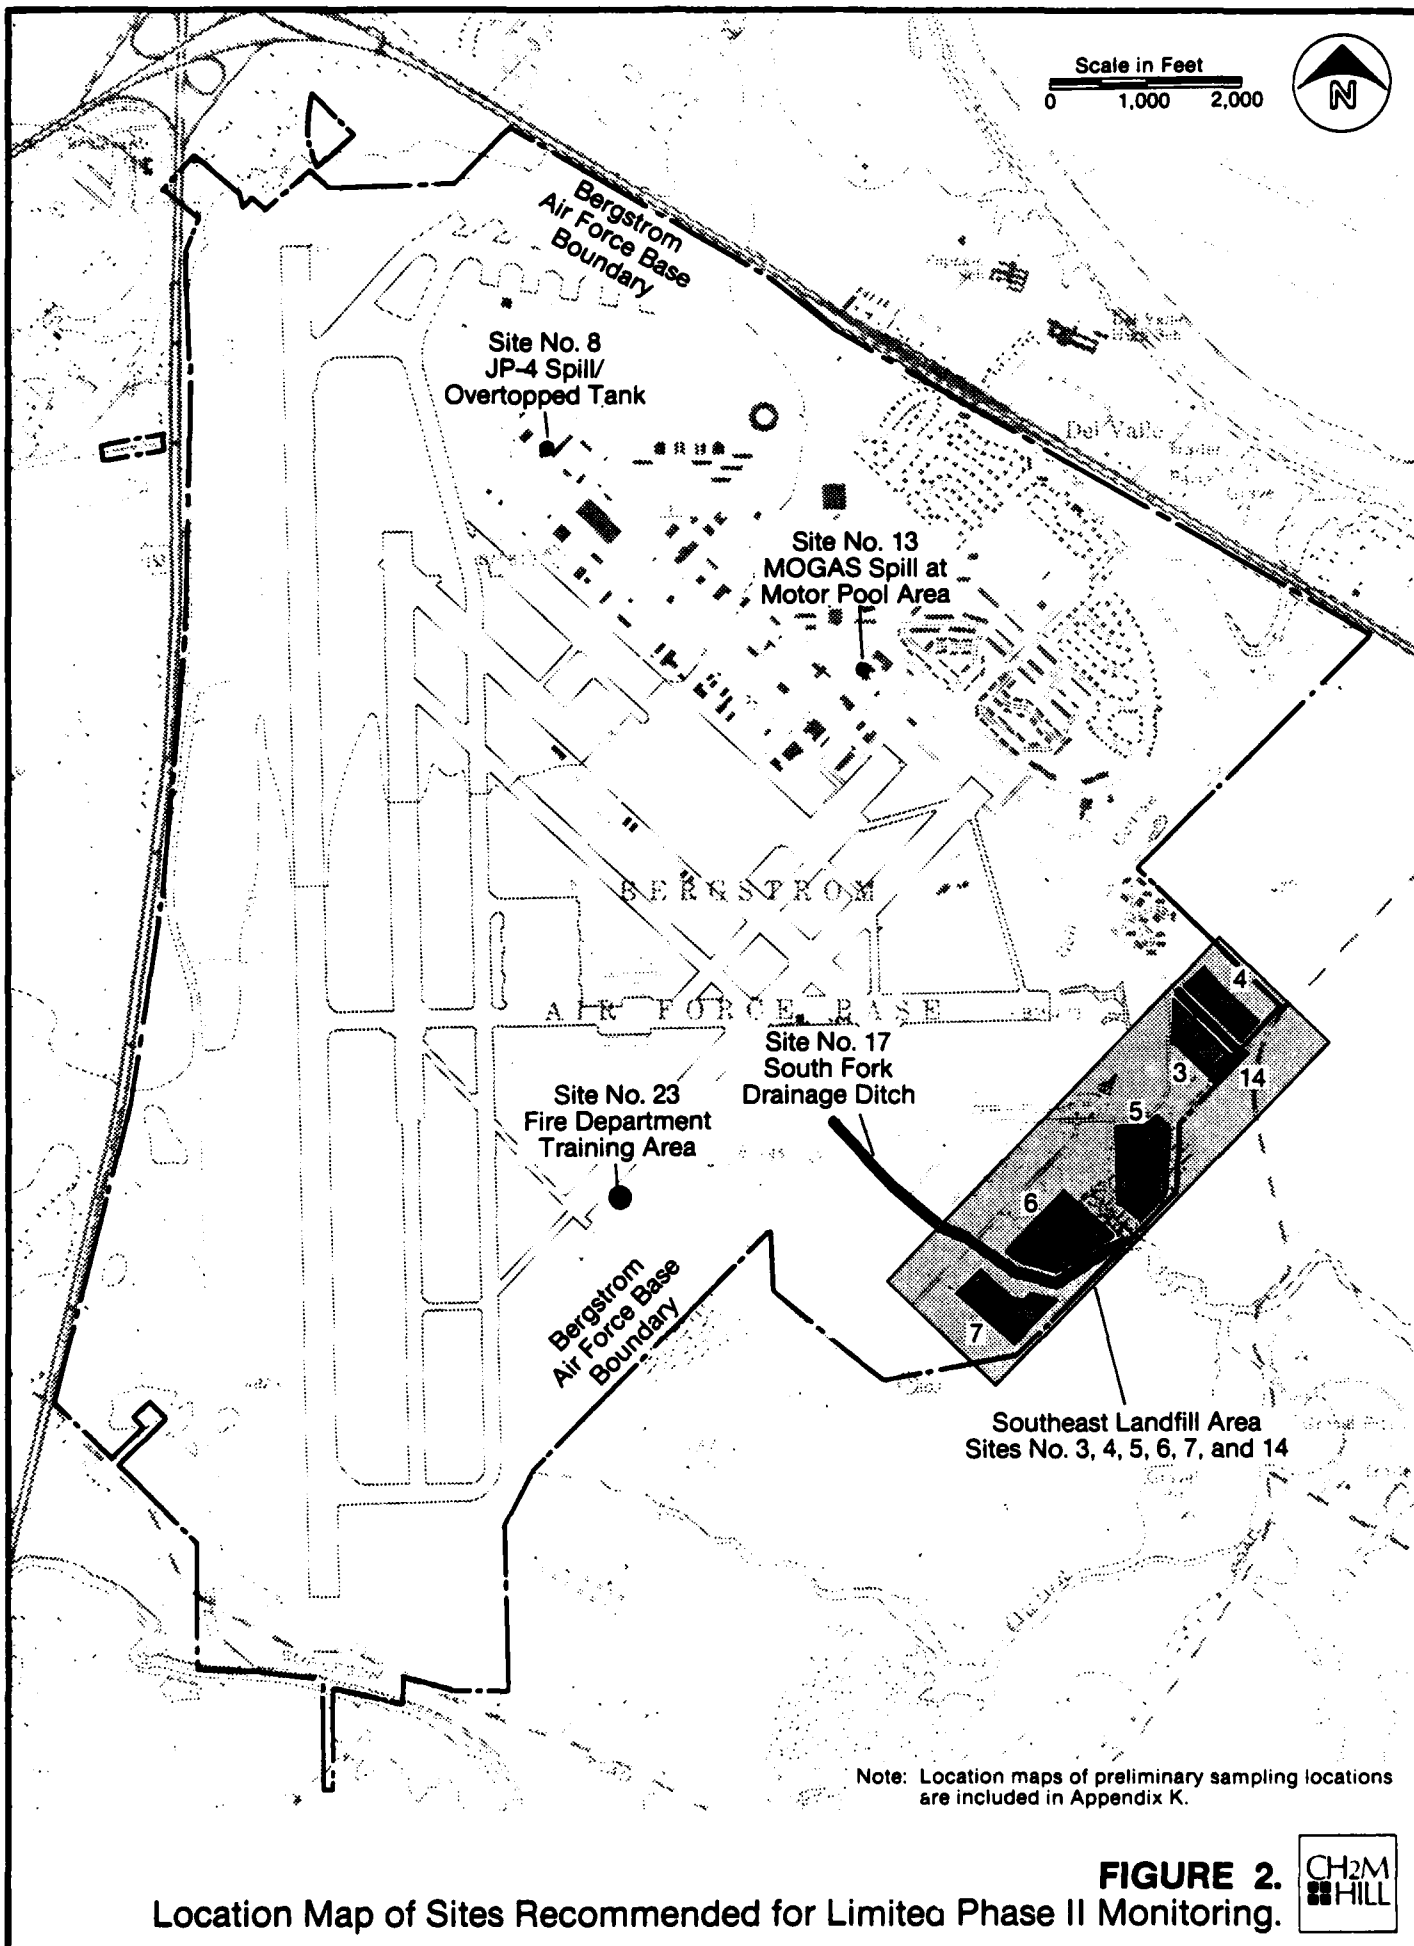 Scale in Feet
0 1,000 2,000
N
Bergstrom
Air Force Base
Boundary
Site No. 8
JP-4 Spill/
Overtopped Tank
Del Valle
Site No. 13
MOGAS Spill at
Motor Pool Area
BERGSTROM
AIR FORCE BASE
4
3
14
5
6
7
Site No. 17
South Fork
Drainage Ditch
Site No. 23
Fire Department
Training Area
Bergstrom
Air Force Base
Boundary
Southeast Landfill Area
Sites No. 3, 4, 5, 6, 7, and 14
Note: Location maps of preliminary sampling locations
are included in Appendix K.
FIGURE 2.
Location Map of Sites Recommended for Limited Phase II Monitoring.
CH2M
HILL